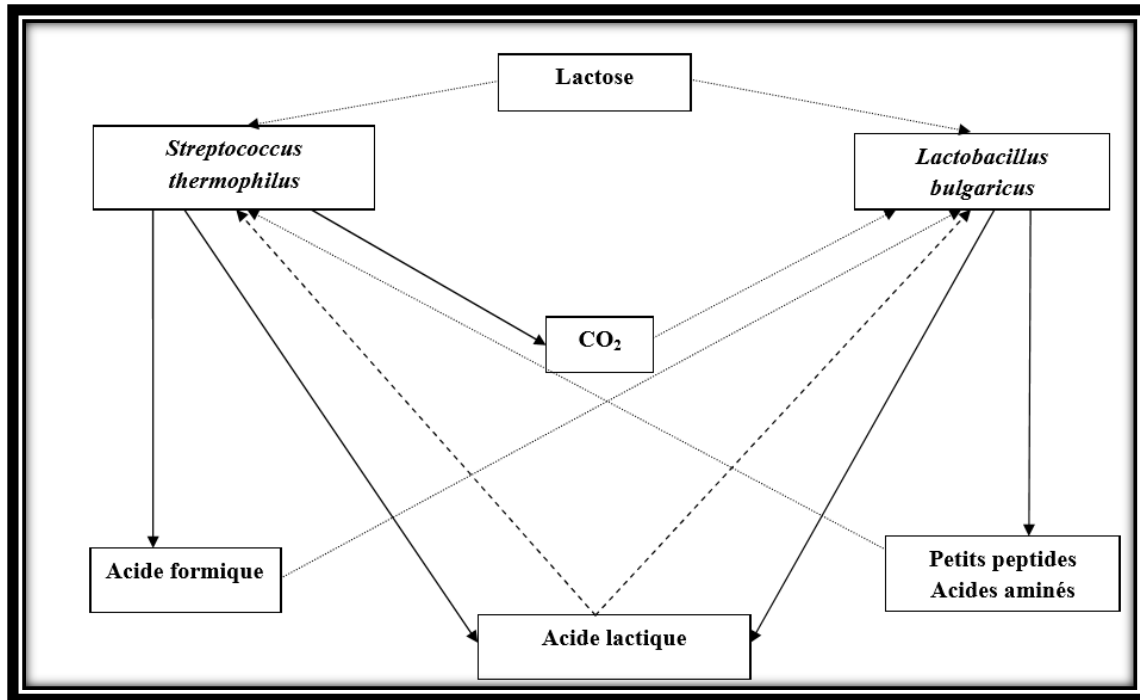 Lactose
Streptococcus
thermophilus
Lactobacillus
bulgaricus
CO₂
Acide formique
Petits peptides
Acides aminés
Acide lactique